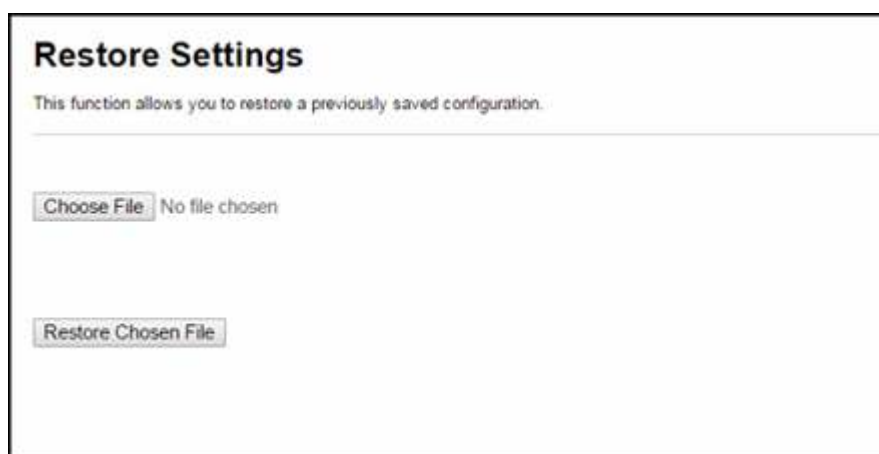 Restore Settings
This function allows you to restore a previously saved configuration.
Choose File No file chosen
Restore Chosen File